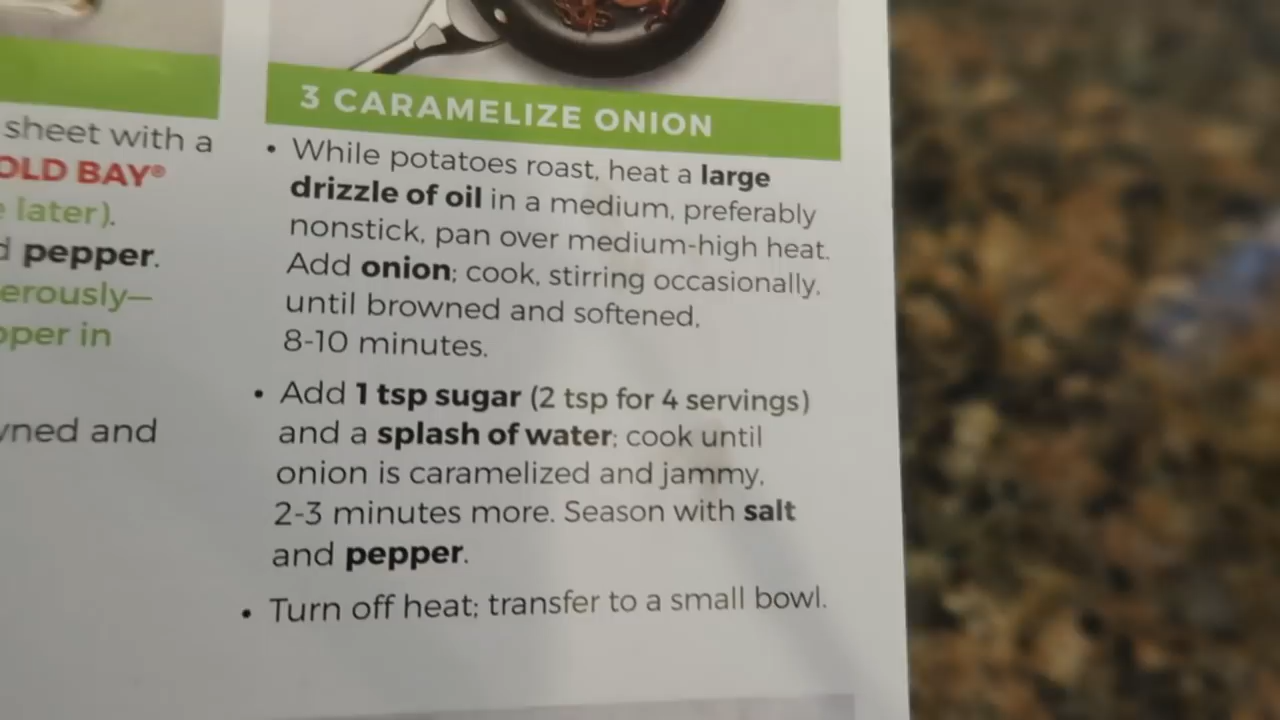 sheet with a
OLD BAY®
later).
pepper.
wned and
3 CARAMELIZE ONION
• While potatoes roast, heat a large
drizzle of oil in a medium, preferably
nonstick, pan over medium-high heat.
Add onion; cook, stirring occasionally,
until browned and softened,
8-10 minutes.
• Add 1 tsp sugar (2 tsp for 4 servings)
and a splash of water; cook until
onion is caramelized and jammy,
2-3 minutes more. Season with salt
and pepper.
• Turn off heat; transfer to a small bowl.